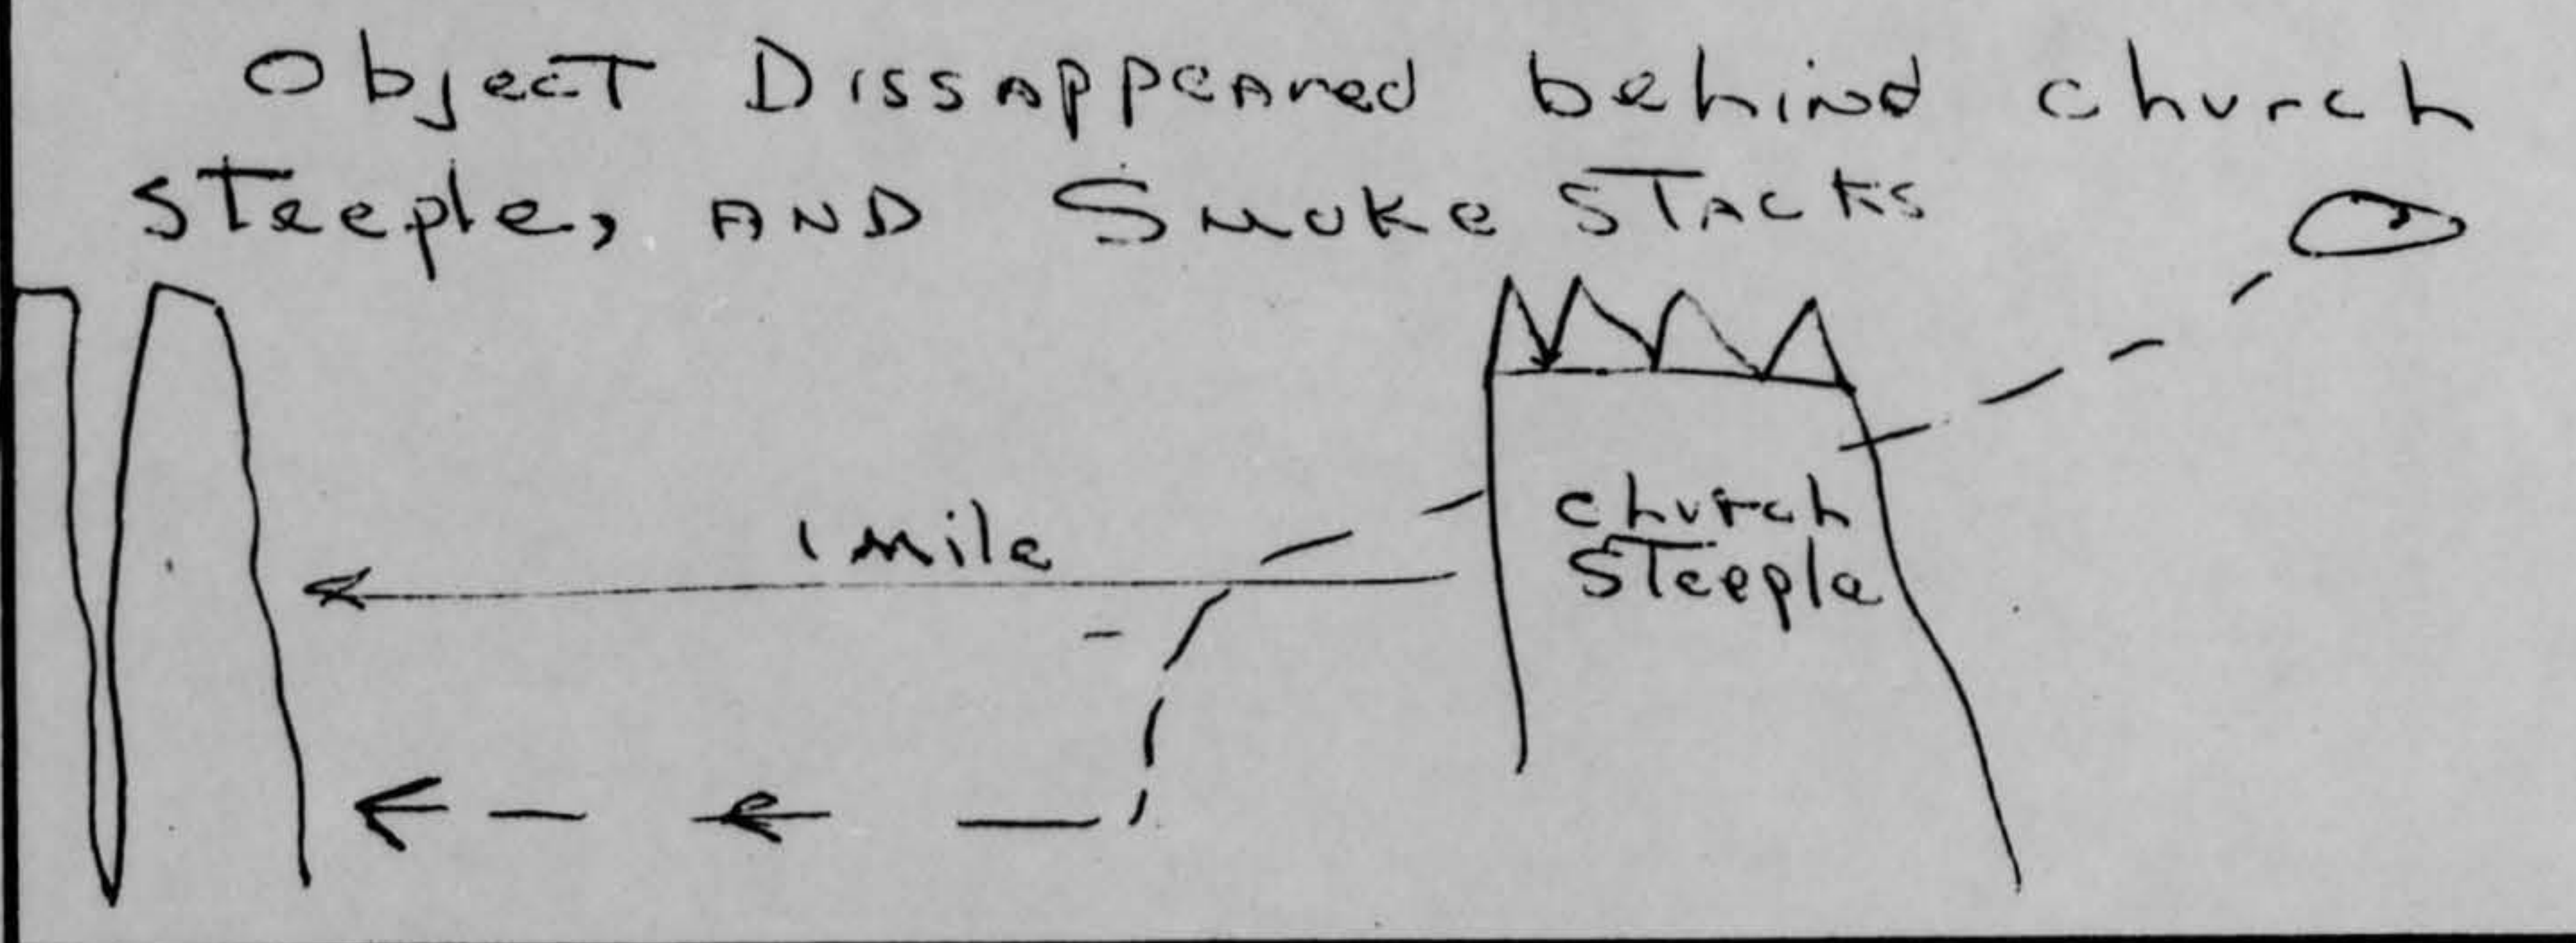 Object Dissappeared behind church
Steeple, AND Smoke STACKS
1 mile
church
Steeple